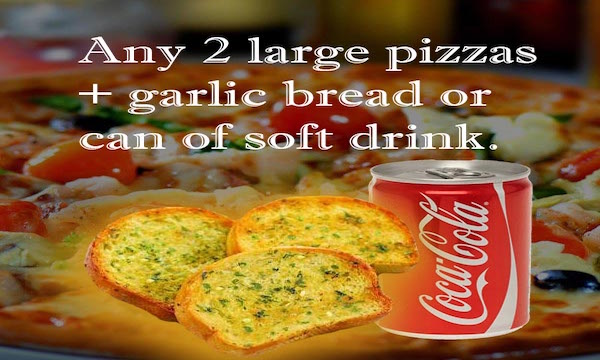 Any 2 large pizzas
+ garlic bread or
can of soft drink.
Coca-Cola